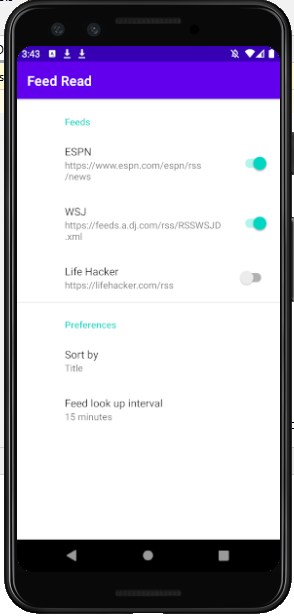 3:43
Feed Read
Feeds
ESPN
https://www.espn.com/espn/rss
/news
WSJ
https://feeds.a.dj.com/rss/RSSWSJD
.xml
Life Hacker
https://lifehacker.com/rss
Preferences
Sort by
Title
Feed look up interval
15 minutes